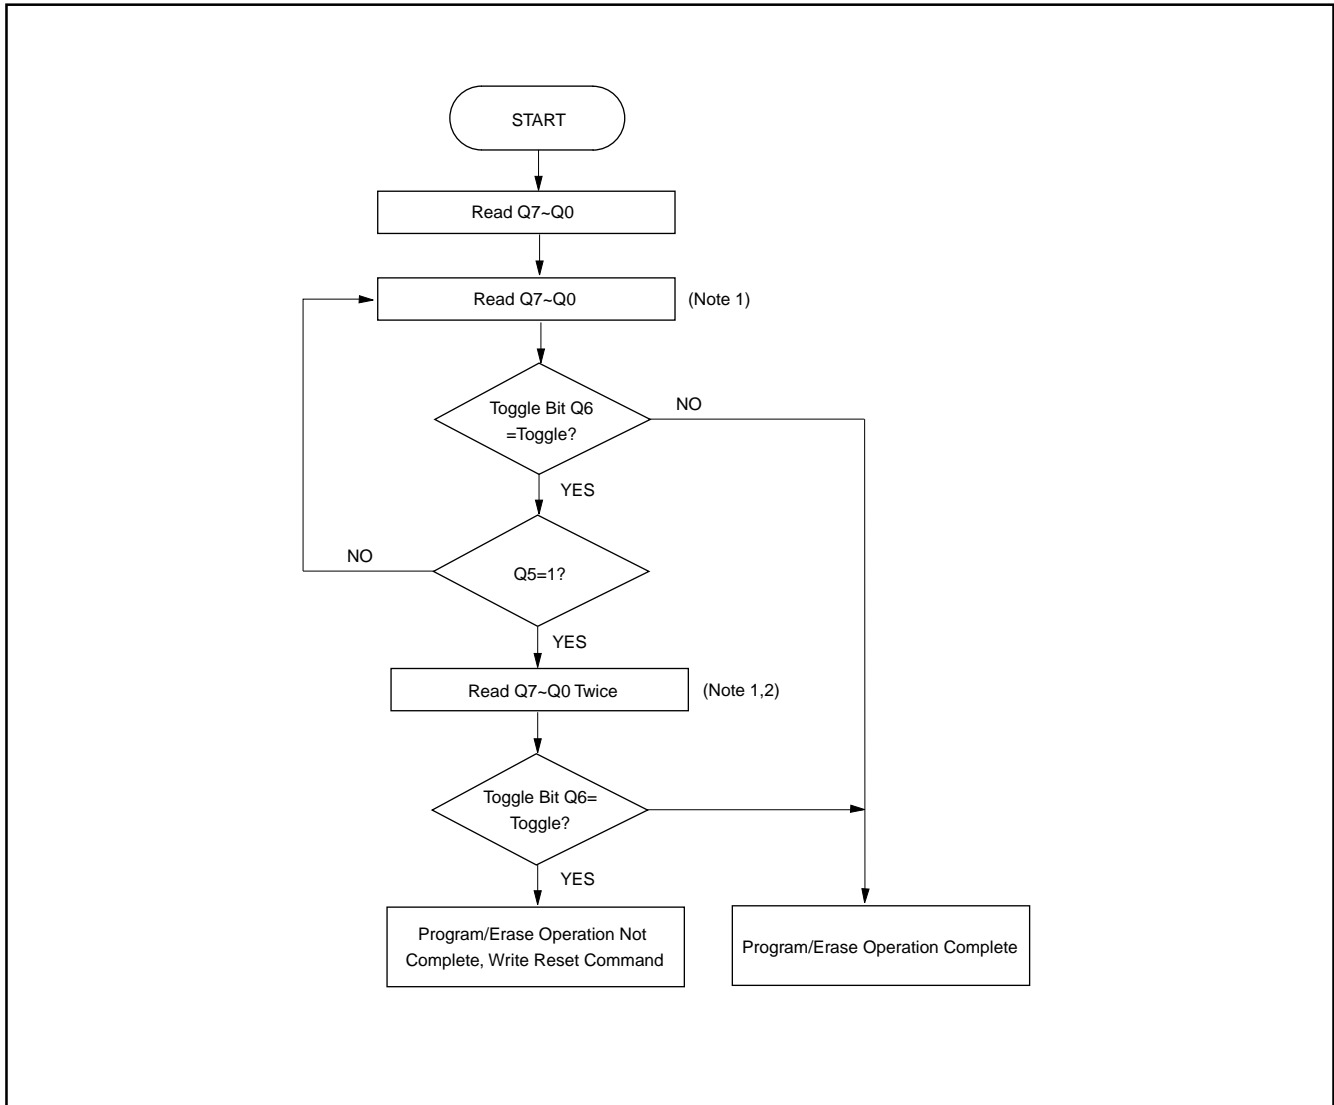 START
Read Q7~Q0
Read Q7~Q0
(Note 1)
Toggle Bit Q6
=Toggle?
NO
YES
NO
Q5=1?
YES
Read Q7~Q0 Twice
(Note 1,2)
Toggle Bit Q6=
Toggle?
YES
Program/Erase Operation Not
Complete, Write Reset Command
Program/Erase Operation Complete